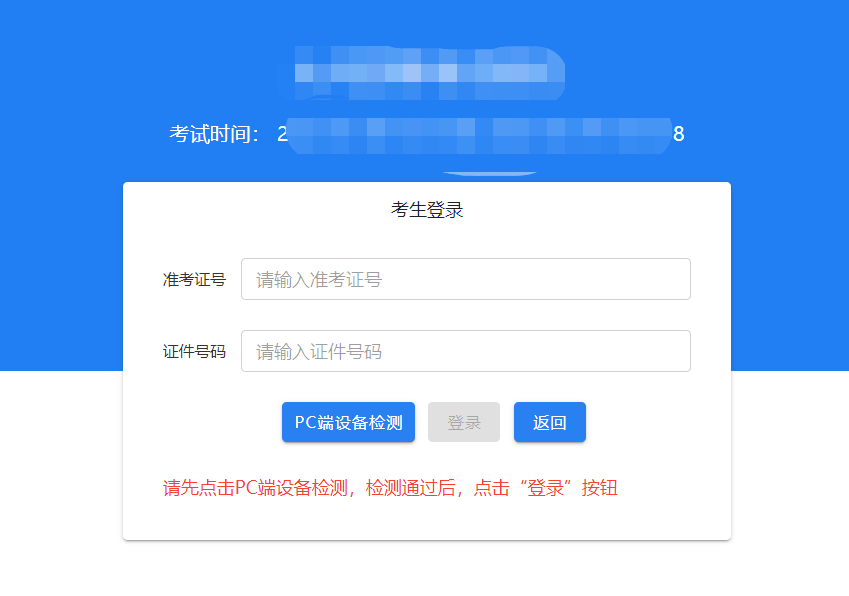 考试时间：2 8
考生登录
准考证号 请输入准考证号
证件号码 请输入证件号码
PC端设备检测 登录 返回
请先点击PC端设备检测，检测通过后，点击“登录”按钮